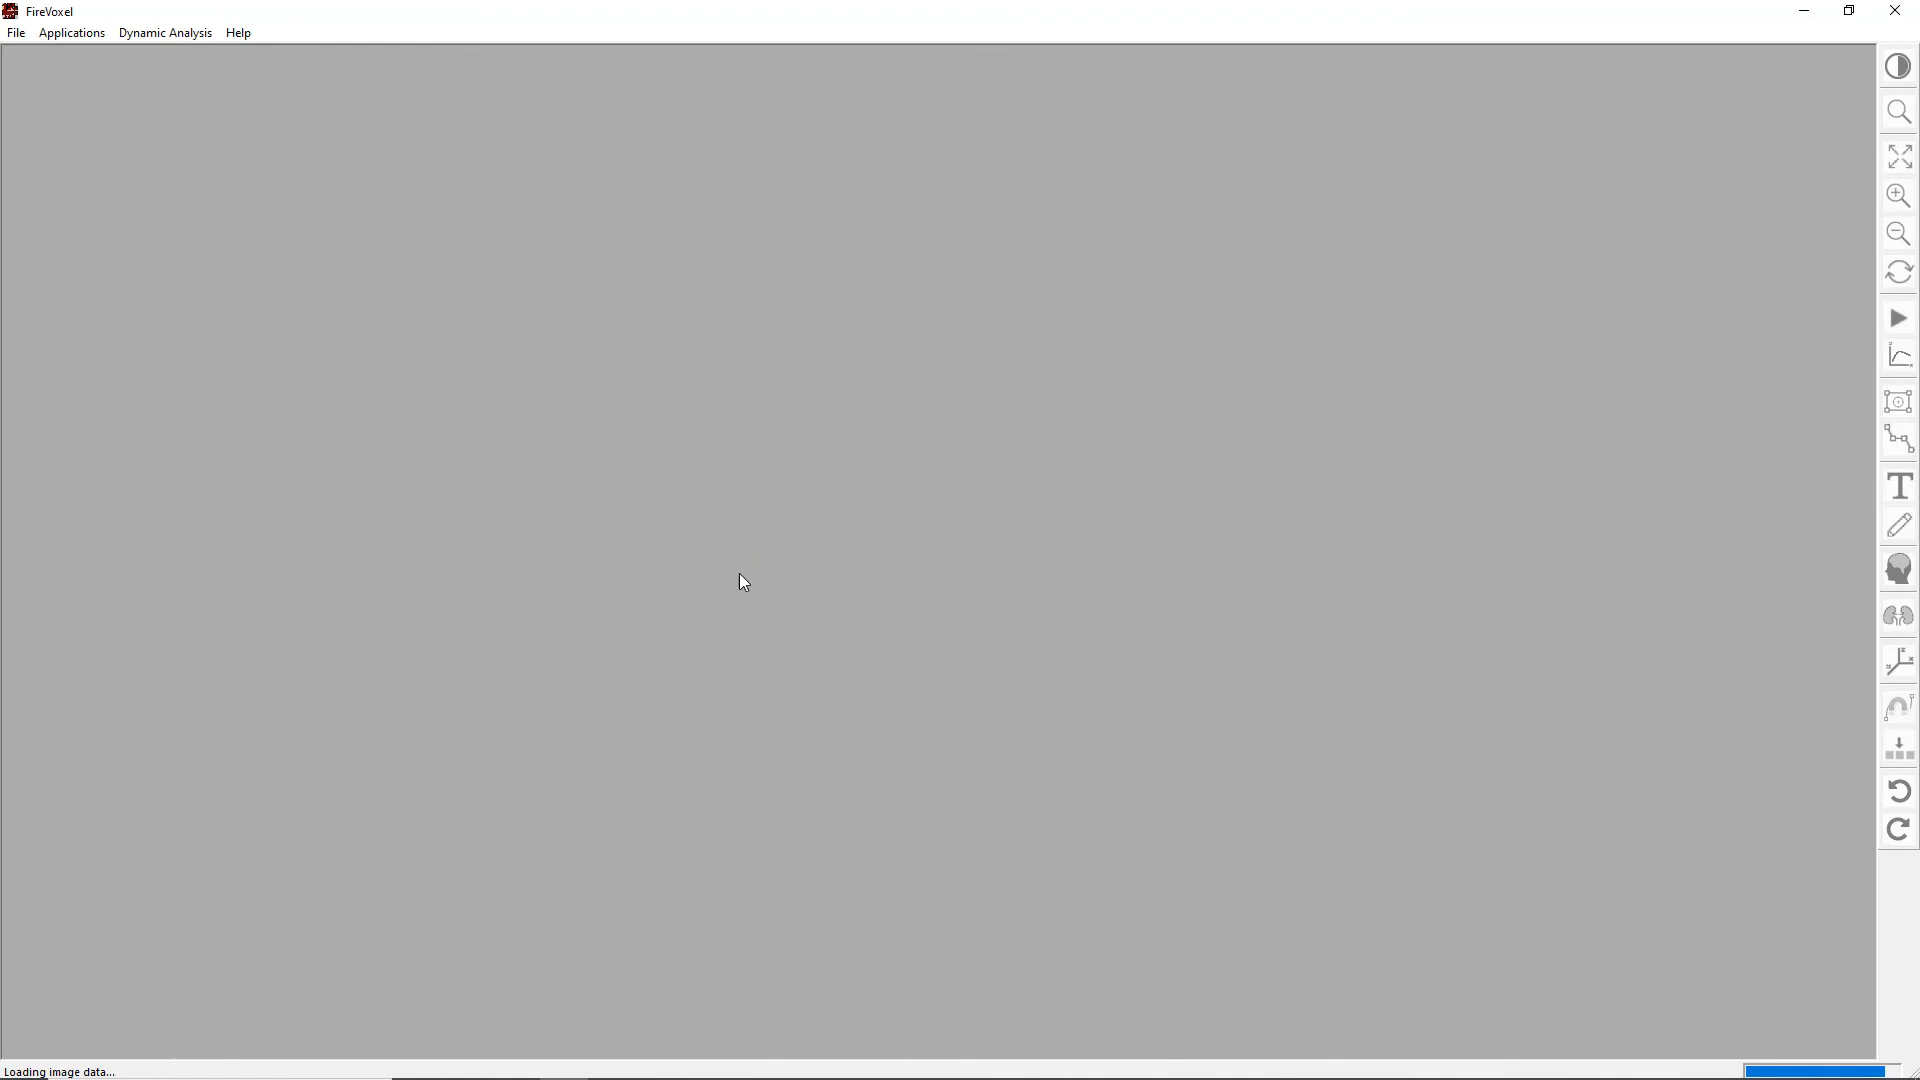 FireVoxel
File Applications Dynamic Analysis Help
T
Loading image data...